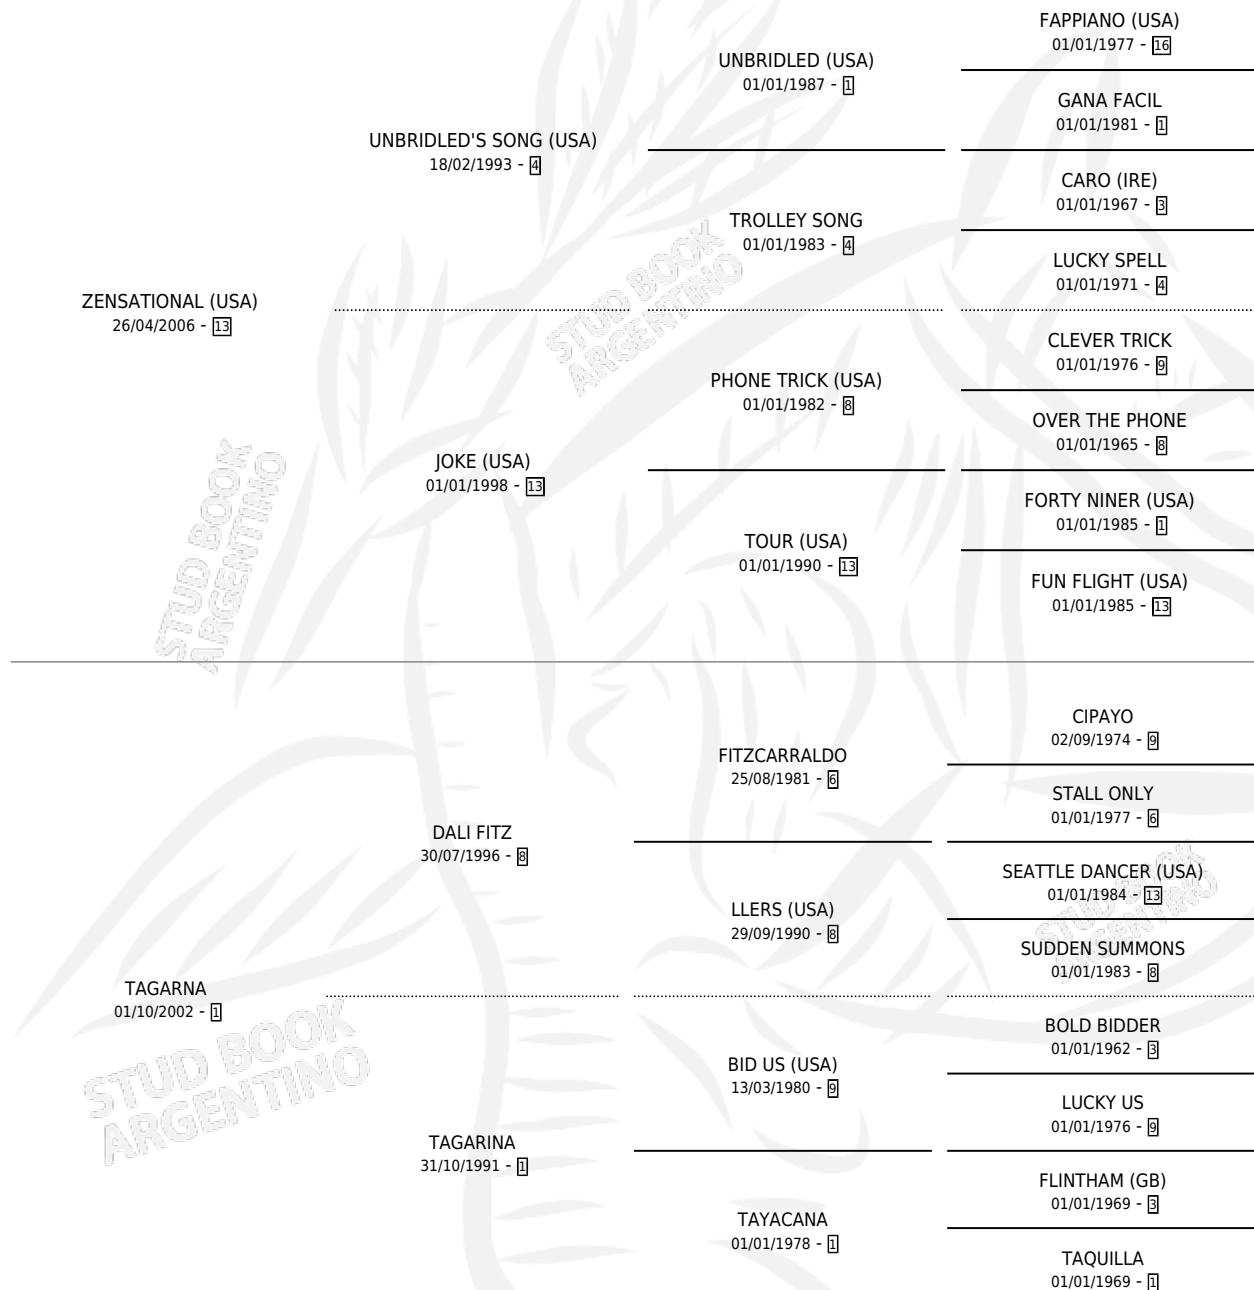 FAPPIANO (USA)
01/01/1977 - 16
UNBRIDLED (USA)
01/01/1987 - 1
GANA FACIL
01/01/1981 - 1
UNBRIDLED'S SONG (USA)
18/02/1993 - 4
CARO (IRE)
01/01/1967 - 3
TROLLEY SONG
01/01/1983 - 4
LUCKY SPELL
01/01/1971 - 4
ZENSATIONAL (USA)
26/04/2006 - 13
CLEVER TRICK
01/01/1976 - 9
PHONE TRICK (USA)
01/01/1982 - 8
OVER THE PHONE
01/01/1965 - 8
JOKE (USA)
01/01/1998 - 13
FORTY NINER (USA)
01/01/1985 - 1
TOUR (USA)
01/01/1990 - 13
FUN FLIGHT (USA)
01/01/1985 - 13
CIPAYO
02/09/1974 - 9
FITZCARRALDO
25/08/1981 - 6
STALL ONLY
01/01/1977 - 6
DALI FITZ
30/07/1996 - 8
SEATTLE DANCER (USA)
01/01/1984 - 13
LLERS (USA)
29/09/1990 - 8
SUDDEN SUMMONS
01/01/1983 - 8
TAGARNA
01/10/2002 - 1
BOLD BIDDER
01/01/1962 - 3
BID US (USA)
13/03/1980 - 9
LUCKY US
01/01/1976 - 9
TAGARINA
31/10/1991 - 1
FLINTHAM (GB)
01/01/1969 - 3
TAYACANA
01/01/1978 - 1
TAQUILLA
01/01/1969 - 1
STUD BOOK
ARGENTINO
STUD BOOK
ARGENTINO
STUD BOOK
ARGENTINO
STUD BOOK
ARGENTINO